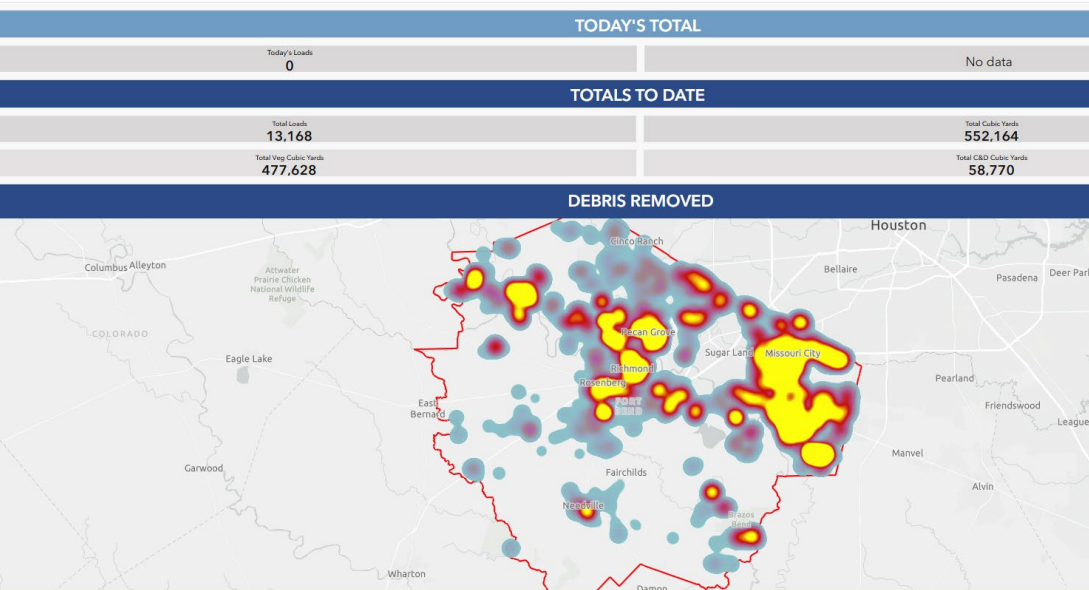 TODAY'S TOTAL
Today's Loads
0
No data
TOTALS TO DATE
Total Loads
13,168
Total Cubic Yards
552,164
Total Veg Cubic Yards
477,628
Total C&D Cubic Yards
58,770
DEBRIS REMOVED
Houston
Cinco Ranch
Columbus
Alleyton
Attwater
Prairie Chicken
National Wildlife
Refuge
Bellaire
Pasadena
Deer Par
COLORADO
Pecan Grove
Eagle Lake
Sugar Land
Missouri City
Richmond
Rosenberg
Pearland
FORT
BEND
East
Bernard
Friendswood
League
Manvel
Garwood
Fairchilds
Alvin
Needville
Brazos
Bend
Wharton
Damon